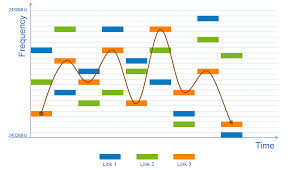 2480MHz
Frequency
2402MHz
Time
Link 1
Link 2
Link 3